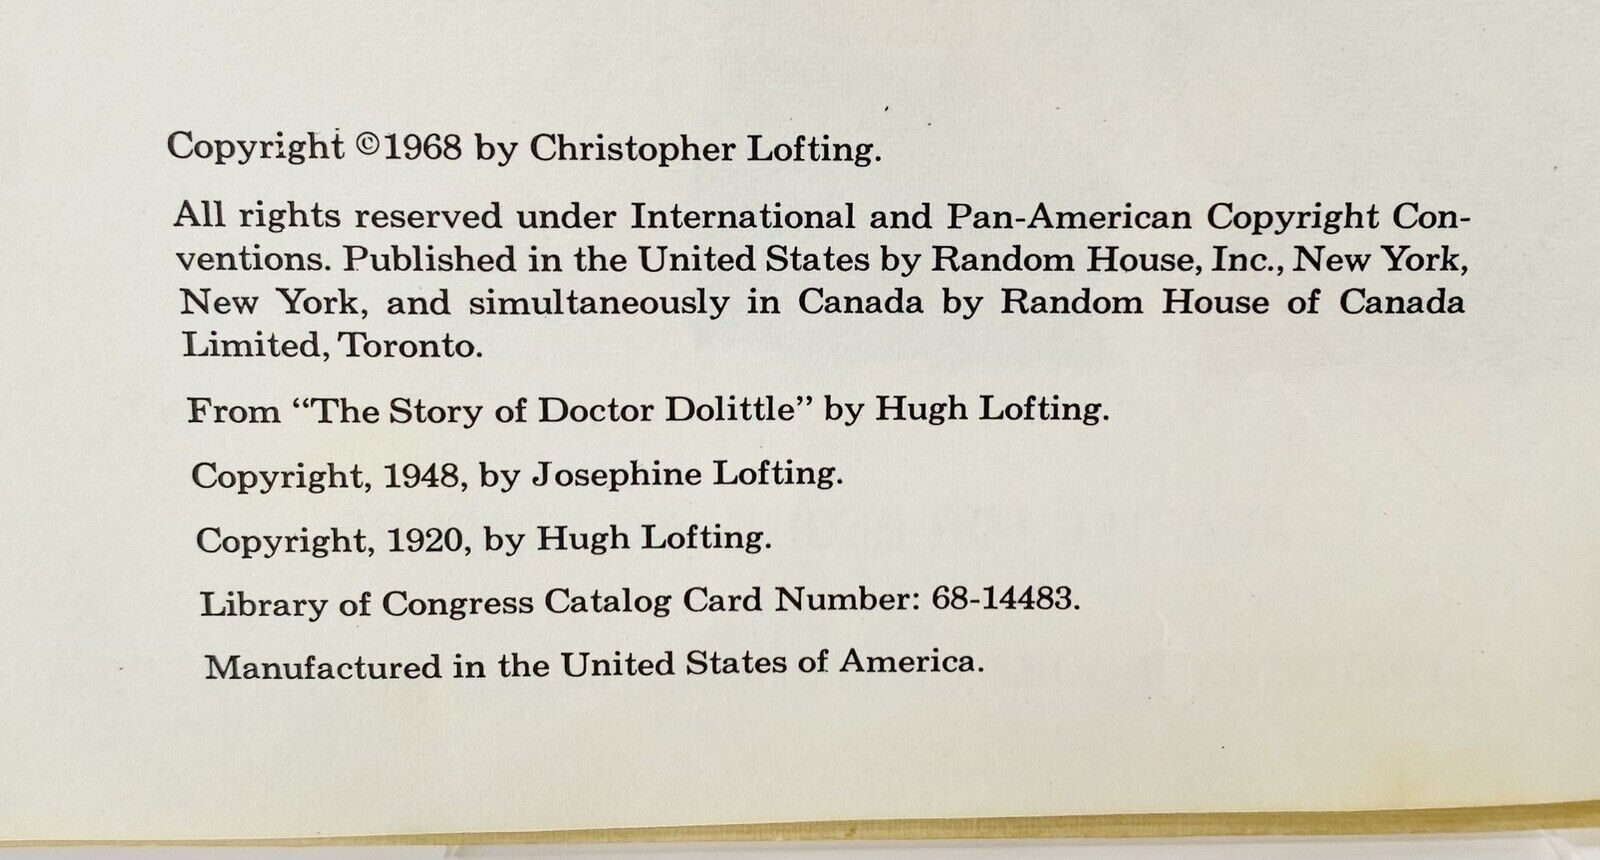 Copyright ©1968 by Christopher Lofting.
All rights reserved under International and Pan-American Copyright Con-
ventions. Published in the United States by Random House, Inc., New York,
New York, and simultaneously in Canada by Random House of Canada
Limited, Toronto.
From “The Story of Doctor Dolittle” by Hugh Lofting.
Copyright, 1948, by Josephine Lofting.
Copyright, 1920, by Hugh Lofting.
Library of Congress Catalog Card Number: 68-14483.
Manufactured in the United States of America.